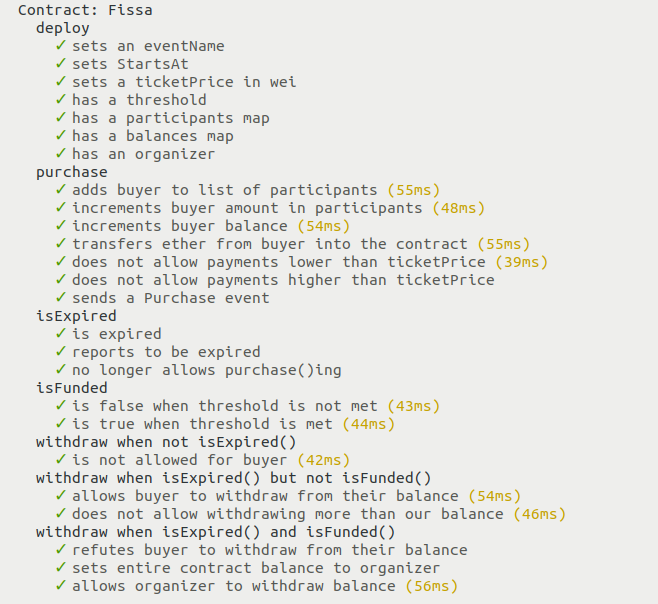 Contract: Fissa
deploy
✓ sets an eventName
✓ sets StartsAt
✓ sets a ticketPrice in wei
✓ has a threshold
✓ has a participants map
✓ has a balances map
✓ has an organizer
purchase
✓ adds buyer to list of participants (55ms)
✓ increments buyer amount in participants (48ms)
✓ increments buyer balance (54ms)
✓ transfers ether from buyer into the contract (55ms)
✓ does not allow payments lower than ticketPrice (39ms)
✓ does not allow payments higher than ticketPrice
✓ sends a Purchase event
isExpired
✓ is expired
✓ reports to be expired
✓ no longer allows purchase()ing
isFunded
✓ is false when threshold is not met (43ms)
✓ is true when threshold is met (44ms)
withdraw when not isExpired()
✓ is not allowed for buyer (42ms)
withdraw when isExpired() but not isFunded()
✓ allows buyer to withdraw from their balance (54ms)
✓ does not allow withdrawing more than our balance (46ms)
withdraw when isExpired() and isFunded()
✓ refutes buyer to withdraw from their balance
✓ sets entire contract balance to organizer
✓ allows organizer to withdraw balance (56ms)